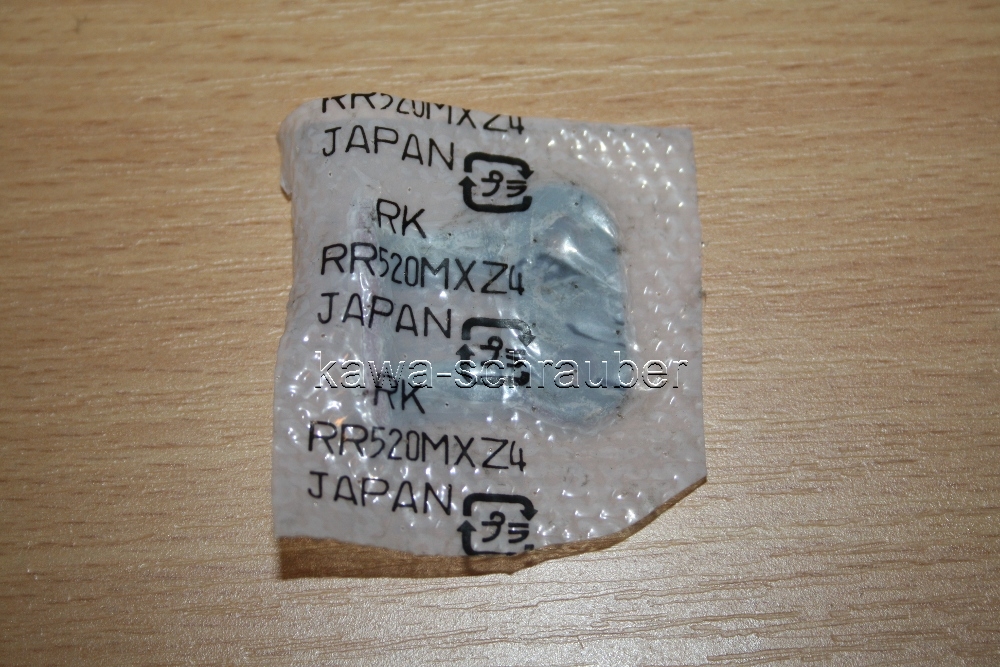 RR520MXZ4
JAPAN
プラ
RK
RR520MXZ4
JAPAN
プラ
kawa-schrauber
RK
RR520MXZ4
JAPAN
プラ